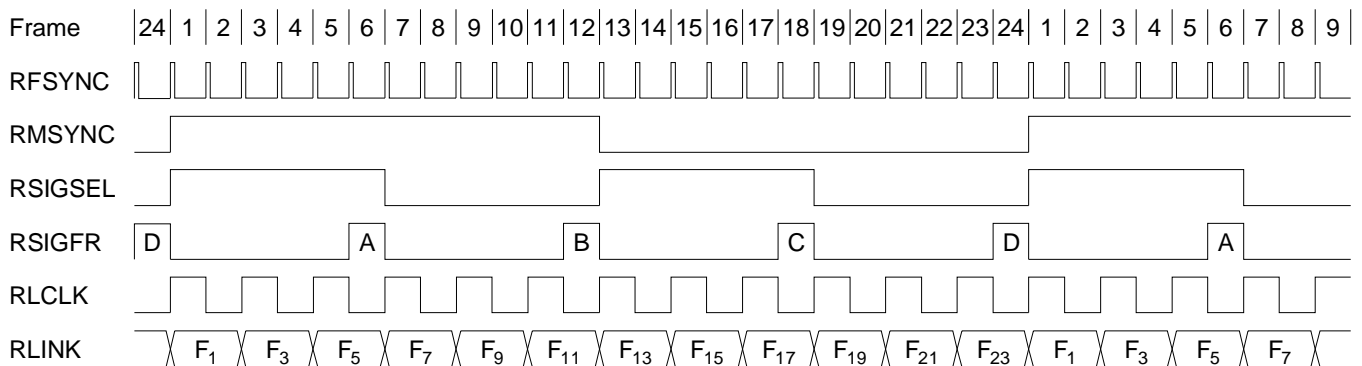 Frame 24 1 2 3 4 5 6 7 8 9 10 11 12 13 14 15 16 17 18 19 20 21 22 23 24 1 2 3 4 5 6 7 8 9
RFSYNC
RMSYNC
RSIGSEL
RSIGFR D A B C D A
RLCLK
RLINK F₁ F₃ F₅ F₇ F₉ F₁₁ F₁₃ F₁₅ F₁₇ F₁₉ F₂₁ F₂₃ F₁ F₃ F₅ F₇